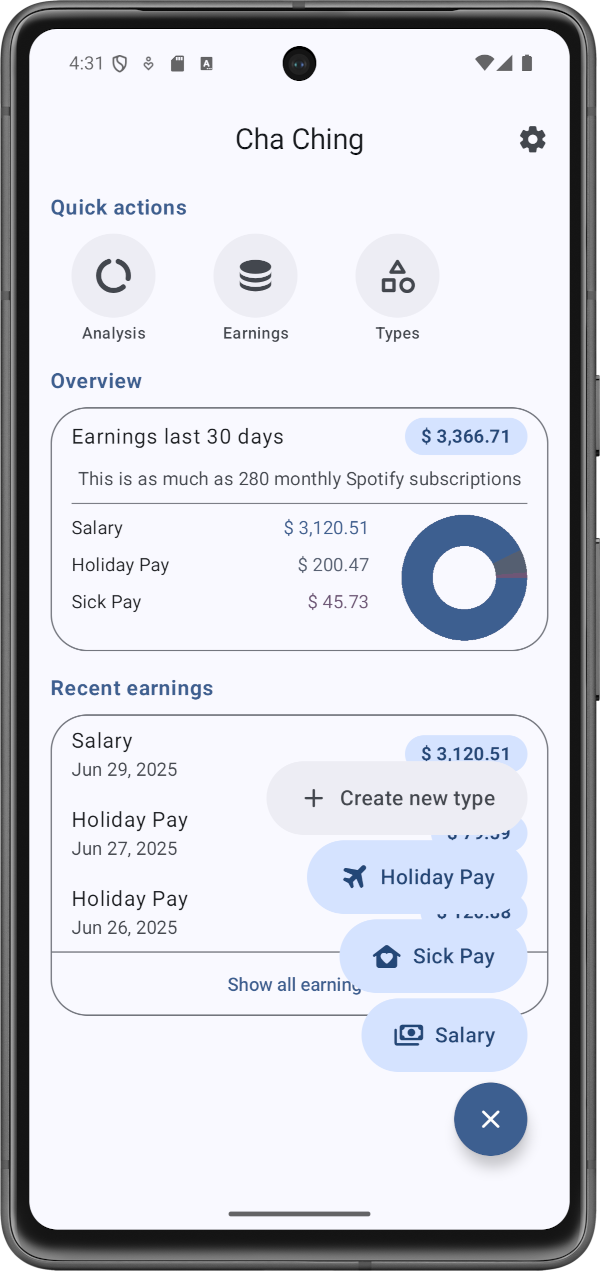 4:31
Cha Ching
Quick actions
Analysis
Earnings
Types
Overview
Earnings last 30 days
$ 3,366.71
This is as much as 280 monthly Spotify subscriptions
Salary
$ 3,120.51
Holiday Pay
$ 200.47
Sick Pay
$ 45.73
Recent earnings
Salary
$ 3,120.51
Jun 29, 2025
Create new type
Holiday Pay
Jun 27, 2025
Holiday Pay
Holiday Pay
Jun 26, 2025
Sick Pay
Show all earning
Salary